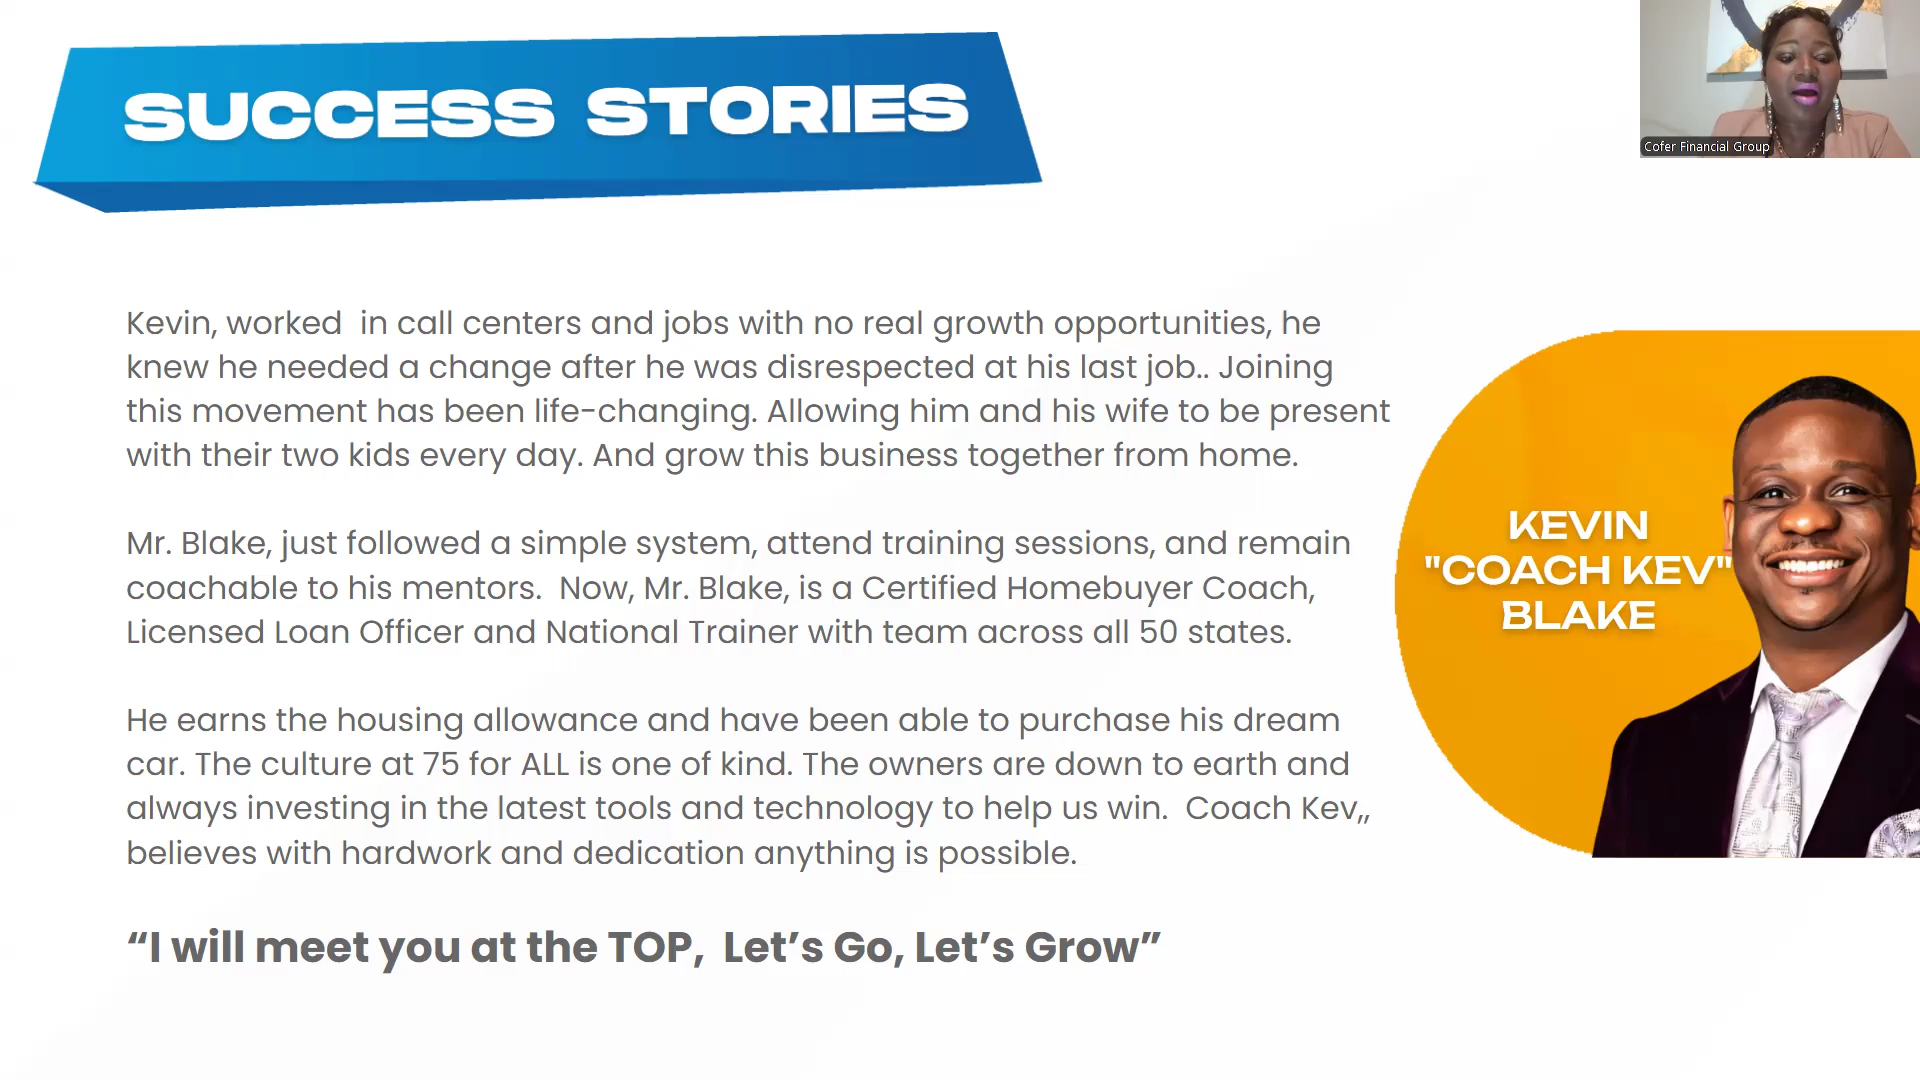 SUCCESS STORIES
Cofer Financial Group
Kevin, worked  in call centers and jobs with no real growth opportunities, he
knew he needed a change after he was disrespected at his last job.. Joining
this movement has been life-changing. Allowing him and his wife to be present
with their two kids every day. And grow this business together from home.
Mr. Blake, just followed a simple system, attend training sessions, and remain
coachable to his mentors.  Now, Mr. Blake, is a Certified Homebuyer Coach,
Licensed Loan Officer and National Trainer with team across all 50 states.
He earns the housing allowance and have been able to purchase his dream
car. The culture at 75 for ALL is one of kind. The owners are down to earth and
always investing in the latest tools and technology to help us win.  Coach Kev,,
believes with hardwork and dedication anything is possible.
“I will meet you at the TOP,  Let’s Go, Let’s Grow”
KEVIN
"COACH KEV"
BLAKE